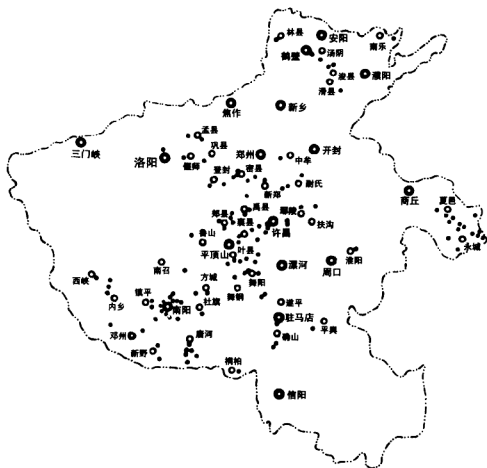 林县
安阳
南乐
鹤壁
汤阴
浚县
濮阳
滑县
焦作
新乡
孟县
三门峡
洛阳
偃师
巩县
郑州
中牟
开封
登封
密县
新郑
尉氏
商丘
夏邑
永城
禹县
鄢陵
郏县
襄县
许昌
扶沟
鲁山
平顶山
叶县
漯河
周口
淮阳
南召
西峡
方城
舞阳
舞钢
内乡
镇平
南阳
社旗
遂平
驻马店
平舆
确山
邓州
唐河
新野
桐柏
信阳